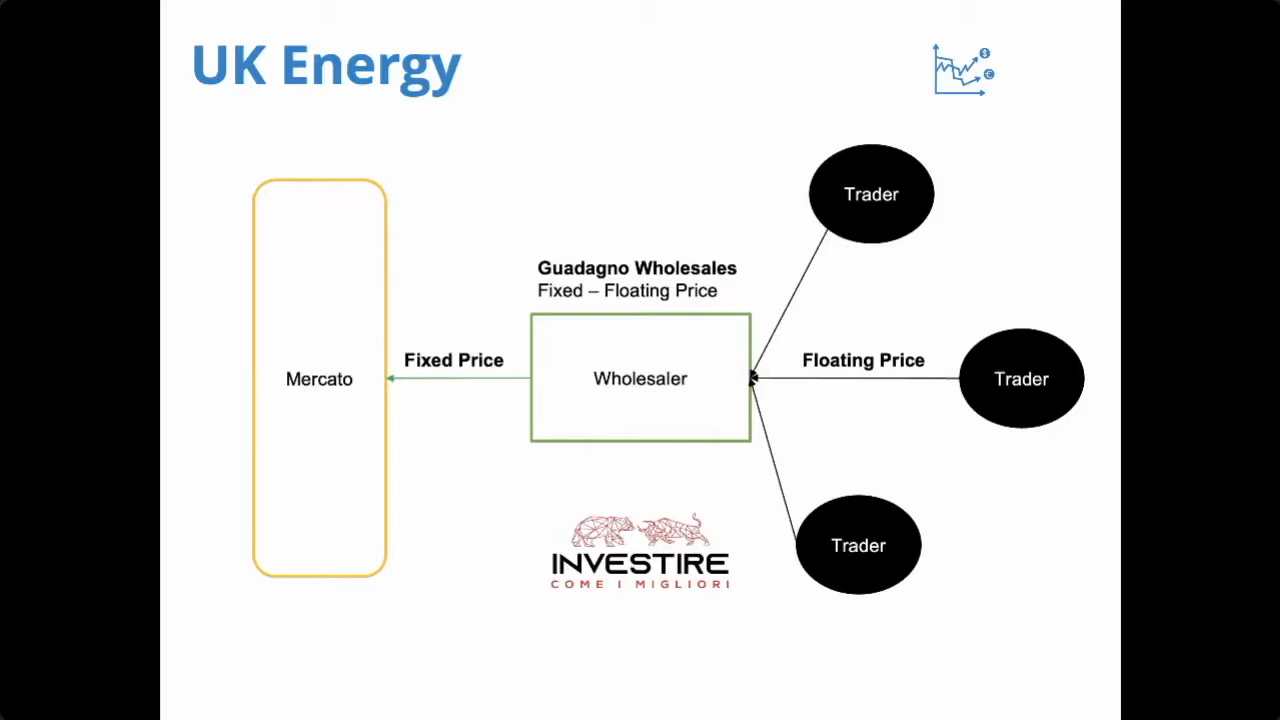 UK Energy
Trader
Guadagno Wholesales
Fixed – Floating Price
Fixed Price
Floating Price
Mercato
Wholesaler
Trader
Trader
INVESTIRE
COME I MIGLIORI
$
€